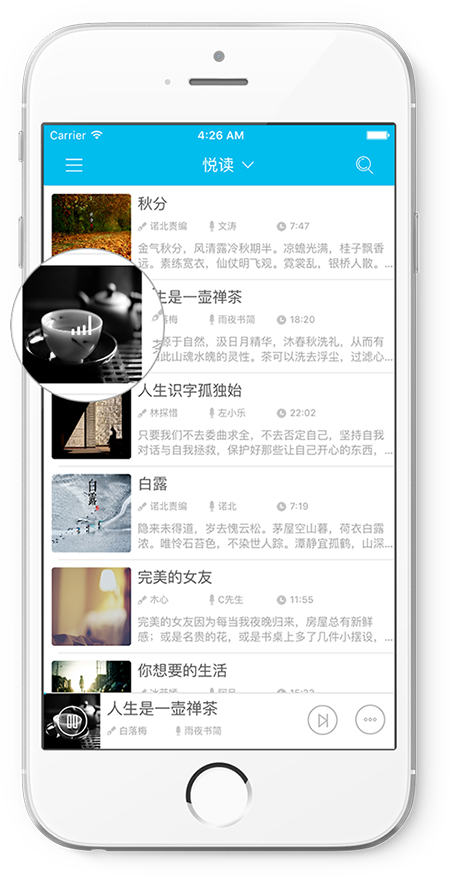 Carrier
4:26 AM
悦读
秋分
诺北责编 文涛 7:47
金气秋分，风清露冷秋期半。凉蟾光满，桂子飘香
远。素练宽衣，仙仗明飞观。霓裳乱，银桥人散。...
生是一壶禅茶
落梅 雨夜书简 18:20
源于自然，汲日月精华，沐春秋洗礼，从而有
此山魂水魄的灵性。茶可以洗去浮尘，过滤心...
人生识字孤独始
林探惜 左小乐 22:02
只要我们不去委曲求全，不去否定自己，坚持自我
对话与自我拯救，保护好那些让自己开心的东西，...
白露
白露
诺北责编 诺北 7:19
隐来未得道，岁去愧云松。茅屋空山暮，荷衣白露
浓。唯怜石苔色，不染世人踪。潭静宜孤鹤，山深...
完美的女友
木心 C先生 11:55
完美的女友因为每当我夜晚归来，房屋总有新鲜
感；或是名贵的花，或是书桌上多了几件小摆设，...
你想要的生活
人生是一壶禅茶
白落梅 雨夜书简